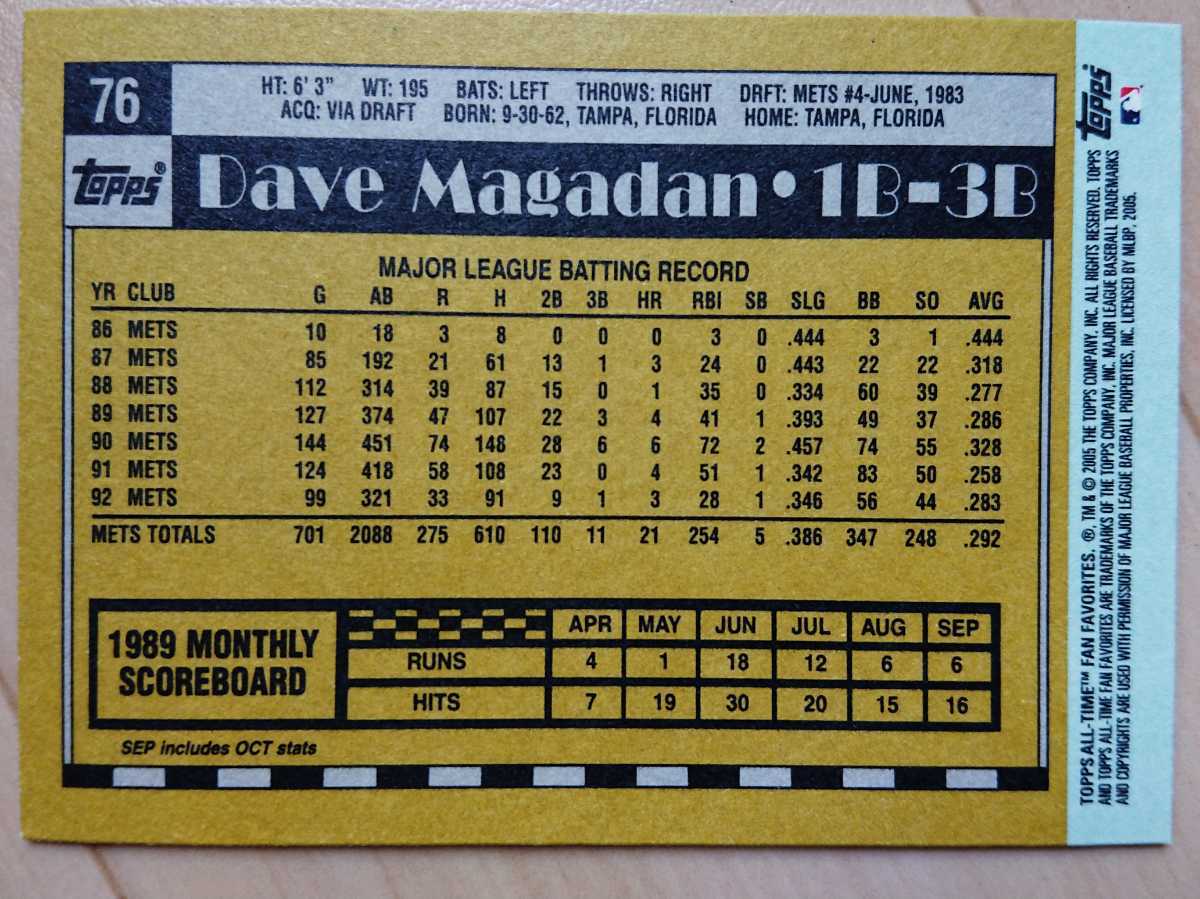 76
HT: 6' 3" WT: 195 BATS: LEFT THROWS: RIGHT DRFT: METS #4-JUNE, 1983
ACQ: VIA DRAFT BORN: 9-30-62, TAMPA, FLORIDA HOME: TAMPA, FLORIDA
topps® Dave Magadan • 1B-3B
MAJOR LEAGUE BATTING RECORD
YR CLUB G AB R H 2B 3B HR RBI SB SLG BB SO AVG
86 METS 10 18 3 8 0 0 0 3 0 .444 3 1 .444
87 METS 85 192 21 61 13 1 3 24 0 .443 22 22 .318
88 METS 112 314 39 87 15 0 1 35 0 .334 60 39 .277
89 METS 127 374 47 107 22 3 4 41 1 .393 49 37 .286
90 METS 144 451 74 148 28 6 6 72 2 .457 74 55 .328
91 METS 124 418 58 108 23 0 4 51 1 .342 83 50 .258
92 METS 99 321 33 91 9 1 3 28 1 .346 56 44 .283
METS TOTALS 701 2088 275 610 110 11 21 254 5 .386 347 248 .292
1989 MONTHLY
SCOREBOARD
APR MAY JUN JUL AUG SEP
RUNS 4 1 18 12 6 6
HITS 7 19 30 20 15 16
SEP includes OCT stats
topps
TOPPS ALL-TIME™ FAN FAVORITES. ®, TM & © 2005 THE TOPPS COMPANY, INC. ALL RIGHTS RESERVED. TOPPS
AND TOPPS ALL-TIME FAN FAVORITES ARE TRADEMARKS OF THE TOPPS COMPANY, INC. MAJOR LEAGUE BASEBALL TRADEMARKS
AND COPYRIGHTS ARE USED WITH PERMISSION OF MAJOR LEAGUE BASEBALL PROPERTIES, INC. LICENSED BY MLBP, 2005.